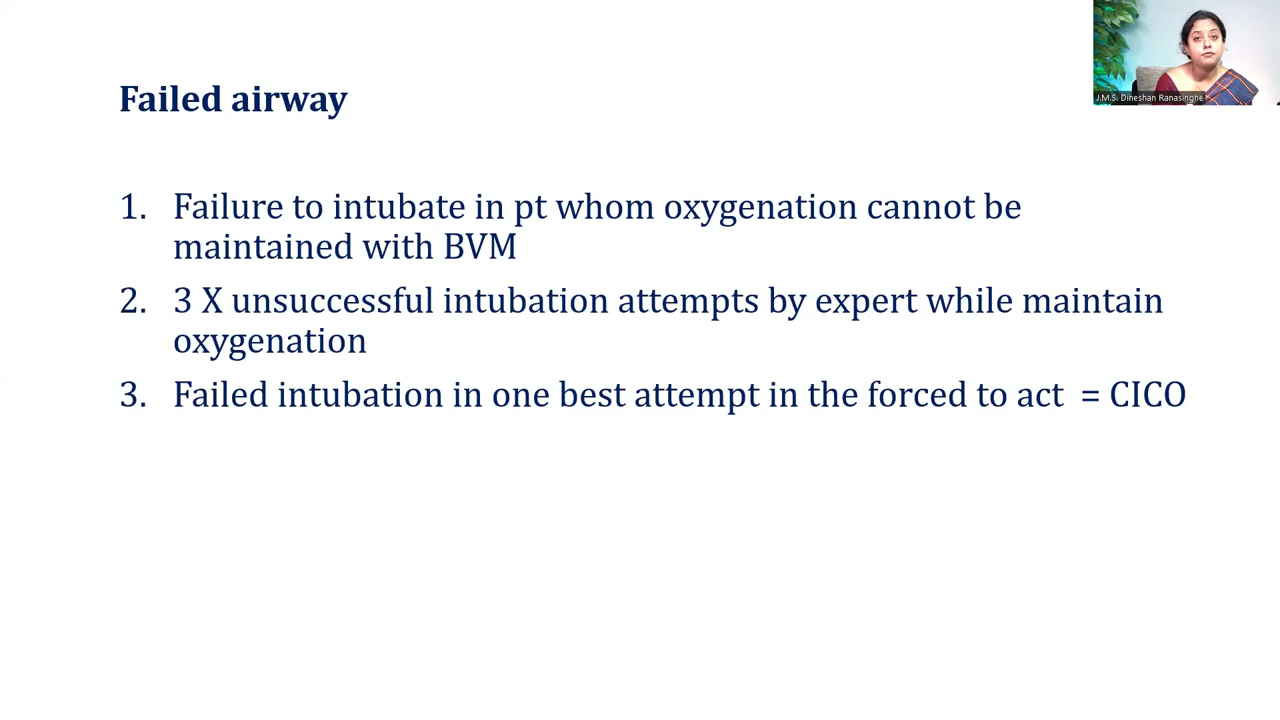 Failed airway
J.M.S. Dineshan Ranasinghe
1. Failure to intubate in pt whom oxygenation cannot be
maintained with BVM
2. 3 X unsuccessful intubation attempts by expert while maintain
oxygenation
3. Failed intubation in one best attempt in the forced to act = CICO